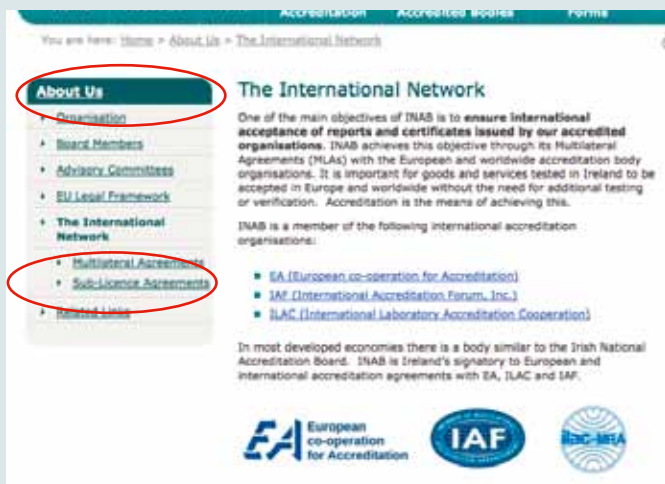 Accreditation Accredited Bodies Forms
You are here: Home > About Us > The International Network
About Us
Organisation
Board Members
Advisory Committees
EU Legal Framework
The International
Network
Multilateral Agreements
Sub-Licence Agreements
Related Links
The International Network
One of the main objectives of INAB is to ensure international
acceptance of reports and certificates issued by our accredited
organisations. INAB achieves this objective through its Multilateral
Agreements (MLAs) with the European and worldwide accreditation body
organisations. It is important for goods and services tested in Ireland to be
accepted in Europe and worldwide without the need for additional testing
or verification. Accreditation is the means of achieving this.
INAB is a member of the following international accreditation
organisations:
EA (European co-operation for Accreditation)
IAF (International Accreditation Forum, Inc.)
ILAC (International Laboratory Accreditation Cooperation)
In most developed economies there is a body similar to the Irish National
Accreditation Board. INAB is Ireland's signatory to European and
international accreditation agreements with EA, ILAC and IAF.
EA European
co-operation
for Accreditation
IAF
ilac-MRA